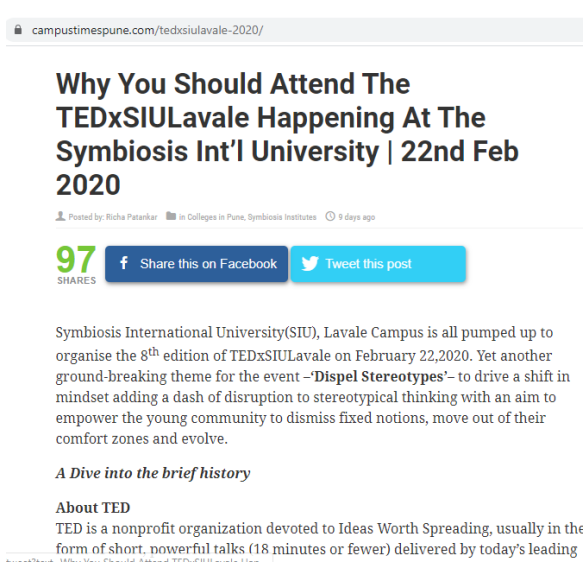 campustimespune.com/tedxsiulavale-2020/
Why You Should Attend The
TEDxSIULavale Happening At The
Symbiosis Int'l University | 22nd Feb
2020
Posted by: Richa Patankar in Colleges in Pune, Symbiosis Institutes 9 days ago
97
SHARES
Share this on Facebook
Tweet this post
Symbiosis International University(SIU), Lavale Campus is all pumped up to
organise the 8th edition of TEDxSIULavale on February 22,2020. Yet another
ground-breaking theme for the event –‘Dispel Stereotypes’– to drive a shift in
mindset adding a dash of disruption to stereotypical thinking with an aim to
empower the young community to dismiss fixed notions, move out of their
comfort zones and evolve.
A Dive into the brief history
About TED
TED is a nonprofit organization devoted to Ideas Worth Spreading, usually in the
form of short, powerful talks (18 minutes or fewer) delivered by today’s leading